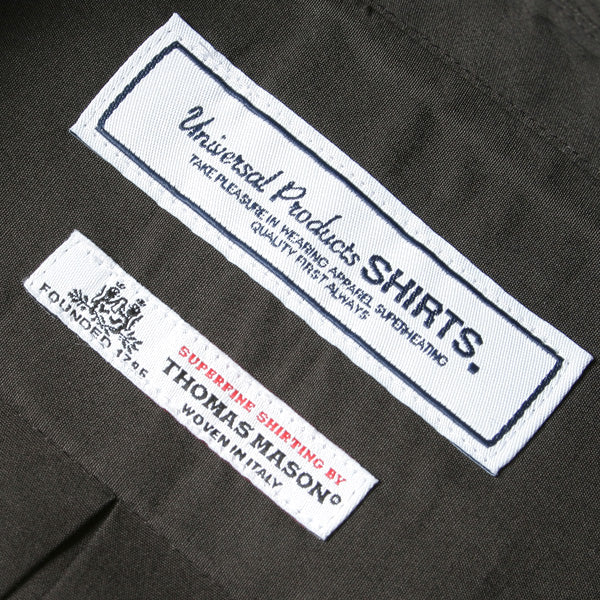 Universal Products SHIRTS.
TAKE PLEASURE IN WEARING APPAREL SUPERHEATING
QUALITY FIRST ALWAYS
FOUNDED 1796
SUPERFINE SHIRTING BY
THOMAS MASON®
WOVEN IN ITALY